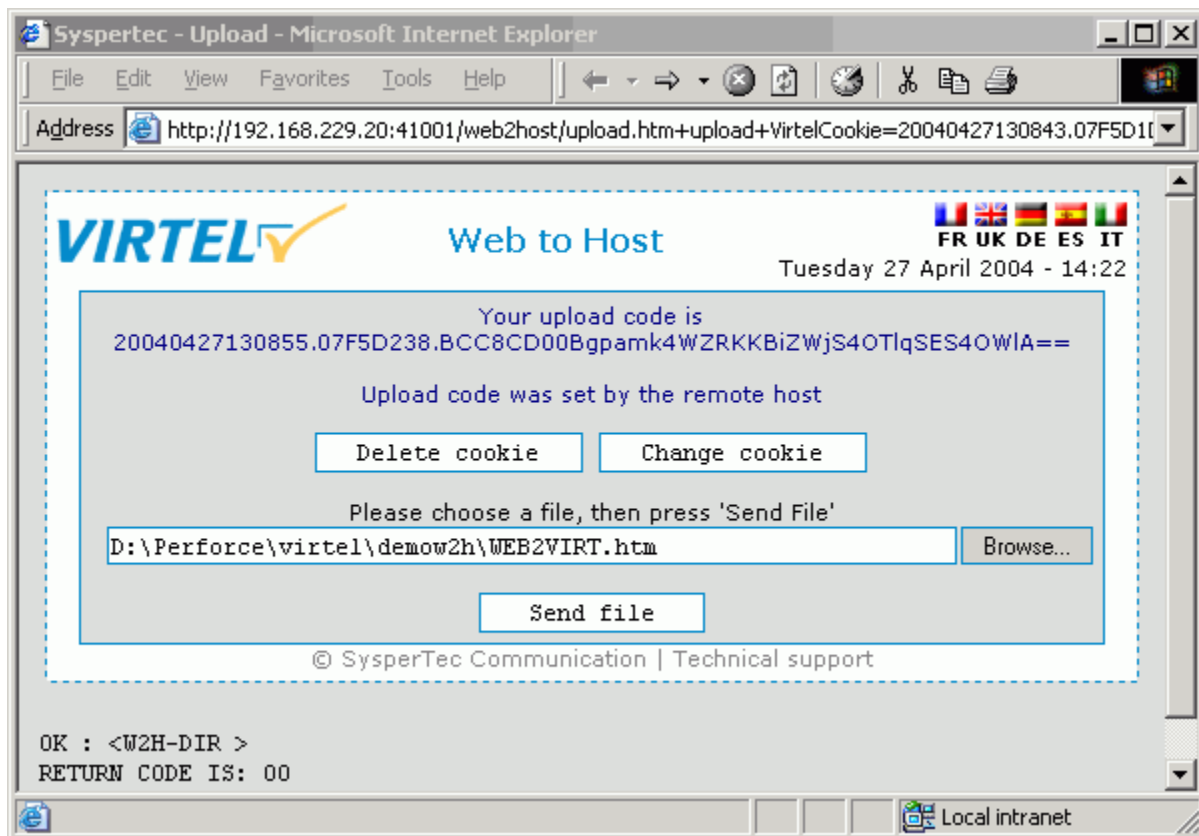 Syspertec - Upload - Microsoft Internet Explorer
File Edit View Favorites Tools Help
Address http://192.168.229.20:41001/web2host/upload.htm+upload+VirtelCookie=20040427130843.07F5D1
VIRTEL
Web to Host
FR UK DE ES IT
Tuesday 27 April 2004 - 14:22
Your upload code is
20040427130855.07F5D238.BCC8CD00Bgpamk4WZRKKBiZWjS4OTlqSES4OWlA==
Upload code was set by the remote host
Delete cookie Change cookie
Please choose a file, then press 'Send File'
D:\Perforce\virtel\demow2h\WEB2VIRT.htm Browse...
Send file
© SysperTec Communication | Technical support
OK : <W2H-DIR >
RETURN CODE IS: 00
Local intranet